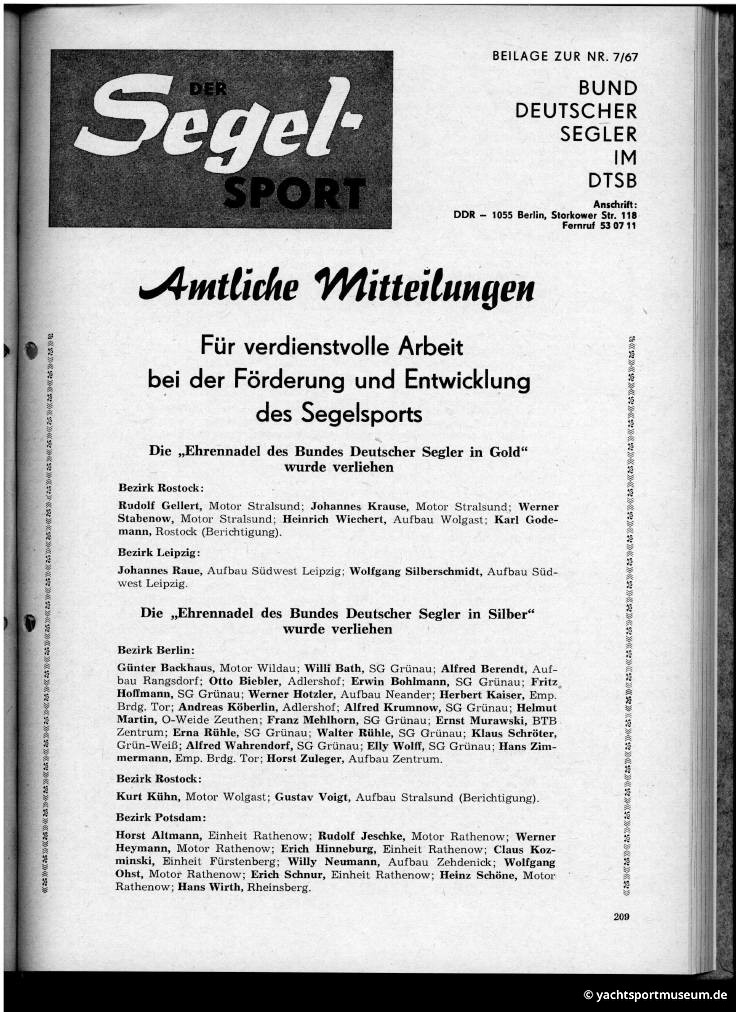 DER
Segel-
SPORT
BEILAGE ZUR NR. 7/67
BUND
DEUTSCHER
SEGLER
IM
DTSB
Anschrift:
DDR – 1055 Berlin, Storkower Str. 118
Fernruf 53 07 11
Amtliche Mitteilungen
Für verdienstvolle Arbeit
bei der Förderung und Entwicklung
des Segelsports
Die „Ehrennadel des Bundes Deutscher Segler in Gold“
wurde verliehen
Bezirk Rostock:
Rudolf Gellert, Motor Stralsund; Johannes Krause, Motor Stralsund; Werner
Stabenow, Motor Stralsund; Heinrich Wiechert, Aufbau Wolgast; Karl Gode-
mann, Rostock (Berichtigung).
Bezirk Leipzig:
Johannes Raue, Aufbau Südwest Leipzig; Wolfgang Silberschmidt, Aufbau Süd-
west Leipzig.
Die „Ehrennadel des Bundes Deutscher Segler in Silber“
wurde verliehen
Bezirk Berlin:
Günter Backhaus, Motor Wildau; Willi Bath, SG Grünau; Alfred Berendt, Auf-
bau Rangsdorf; Otto Biebler, Adlershof; Erwin Bohlmann, SG Grünau; Fritz
Hoffmann, SG Grünau; Werner Hotzler, Aufbau Neander; Herbert Kaiser, Emp.
Brdg. Tor; Andreas Köberlin, Adlershof; Alfred Krumnow, SG Grünau; Helmut
Martin, O-Weide Zeuthen; Franz Mehlhorn, SG Grünau; Ernst Murawski, BTB
Zentrum; Erna Rühle, SG Grünau; Walter Rühle, SG Grünau; Klaus Schröter,
Grün-Weiß; Alfred Wahrendorf, SG Grünau; Elly Wolff, SG Grünau; Hans Zim-
mermann, Emp. Brdg. Tor; Horst Zuleger, Aufbau Zentrum.
Bezirk Rostock:
Kurt Kühn, Motor Wolgast; Gustav Voigt, Aufbau Stralsund (Berichtigung).
Bezirk Potsdam:
Horst Altmann, Einheit Rathenow; Rudolf Jeschke, Motor Rathenow; Werner
Heymann, Motor Rathenow; Erich Hinneburg, Einheit Rathenow; Claus Koz-
minski, Einheit Fürstenberg; Willy Neumann, Aufbau Zehdenick; Wolfgang
Ohst, Motor Rathenow; Erich Schnur, Einheit Rathenow; Heinz Schöne, Motor
Rathenow; Hans Wirth, Rheinsberg.
209
© yachtsportmuseum.de